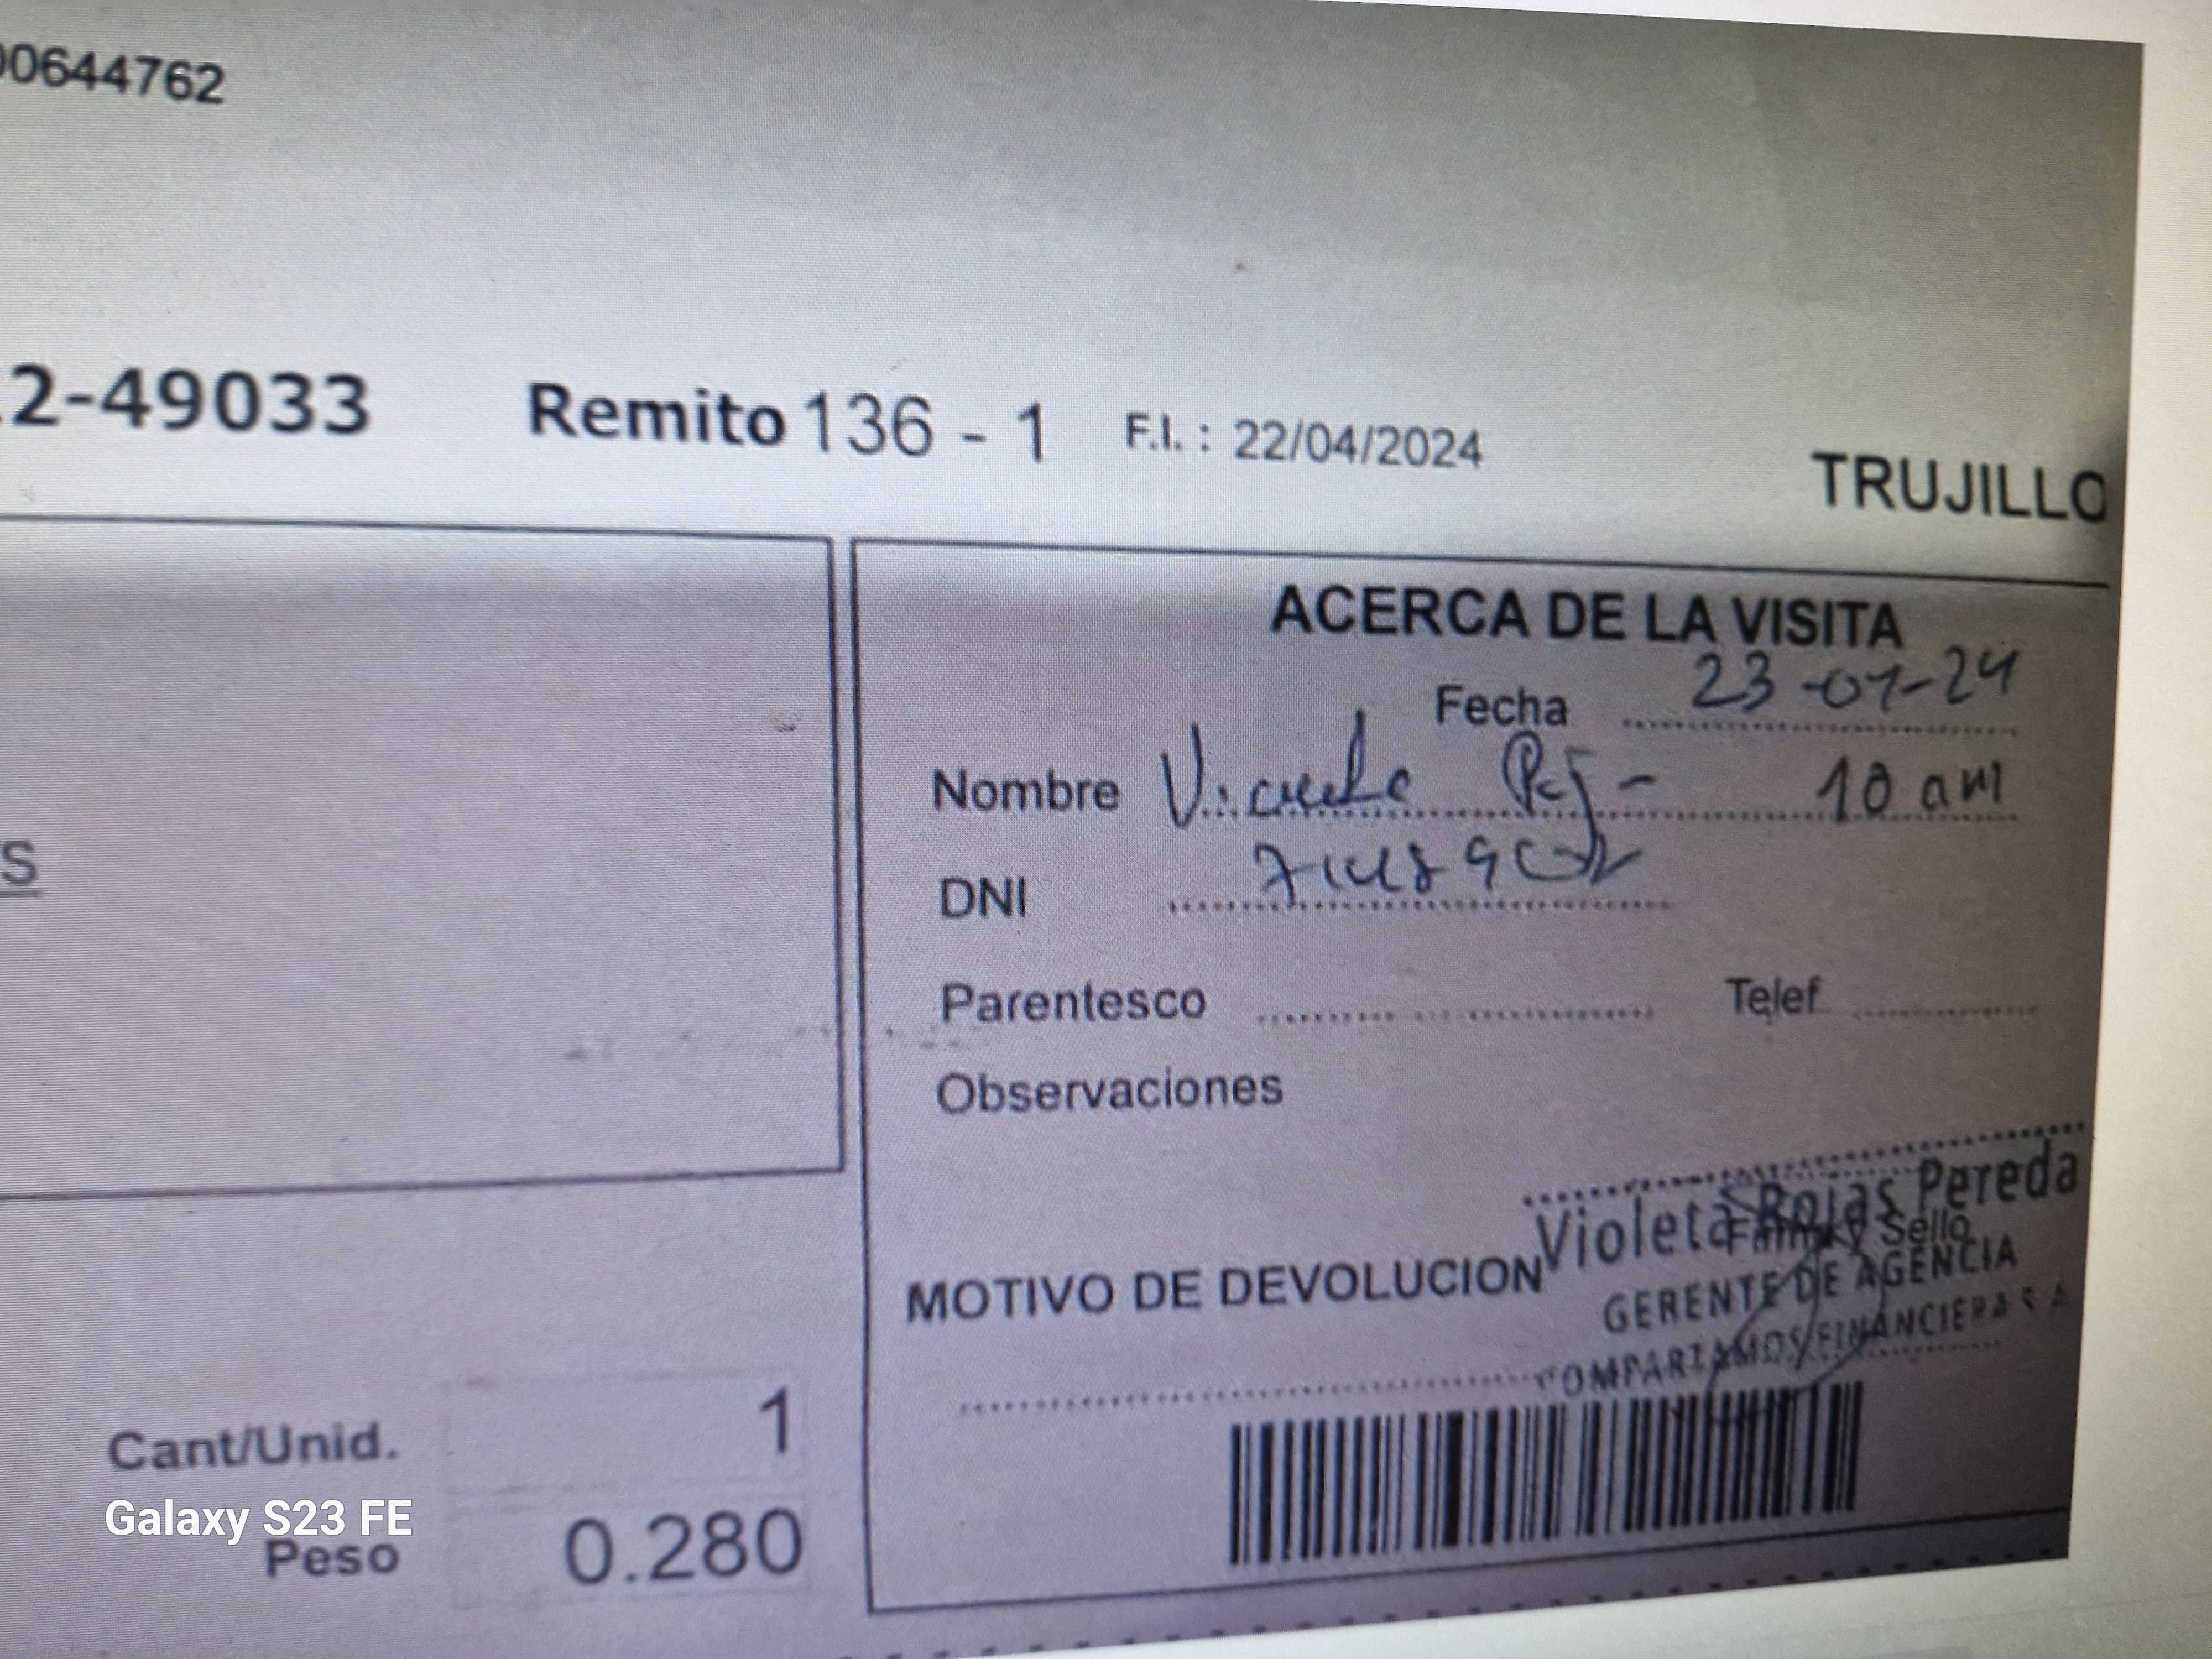 00644762
2-49033 Remito 136 - 1 F.I. : 22/04/2024
TRUJILLO
ACERCA DE LA VISITA
Fecha 23-04-24
Nombre 10 am
DNI
S
Parentesco Telef
Observaciones
Violeta Rojas Pereda
Sello
GERENTE DE AGENCIA
COMPARTAMOS FINANCIERA S A
MOTIVO DE DEVOLUCION
Cant/Unid. 1
Galaxy S23 FE
Peso 0.280